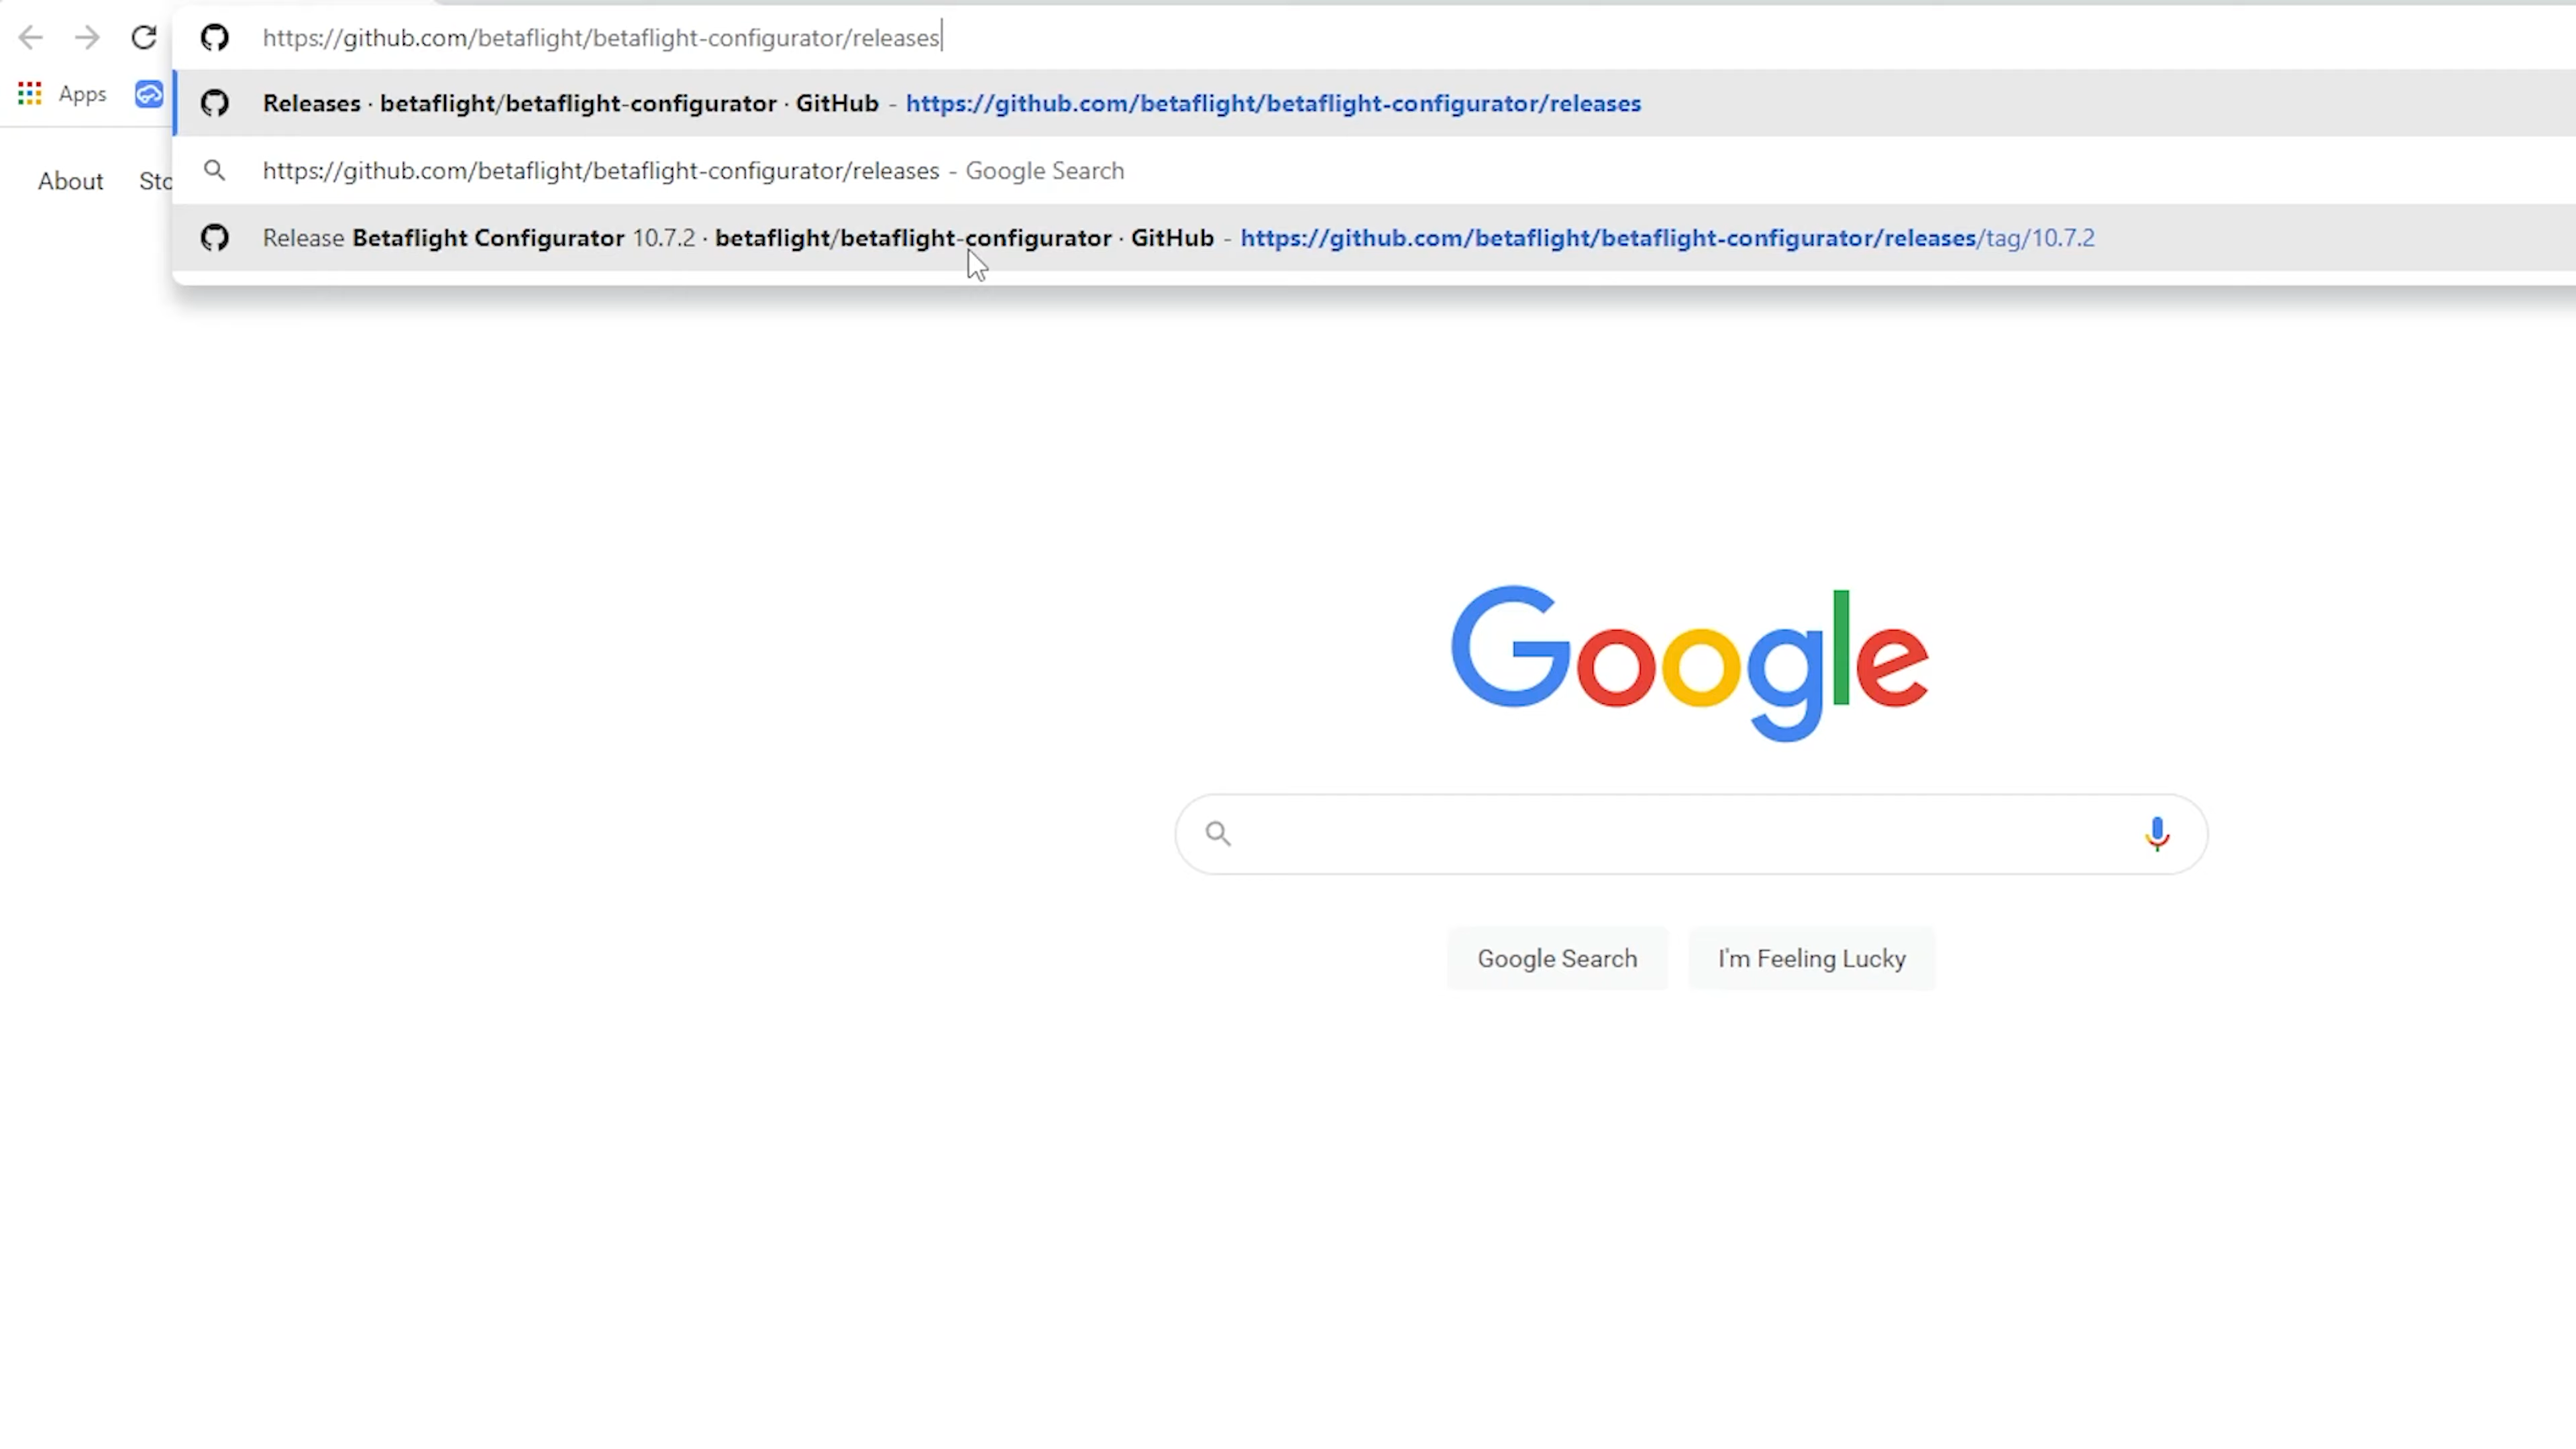 https://github.com/betaflight/betaflight-configurator/releases
Apps
Releases · betaflight/betaflight-configurator · GitHub - https://github.com/betaflight/betaflight-configurator/releases
https://github.com/betaflight/betaflight-configurator/releases - Google Search
About Sto
Release Betaflight Configurator 10.7.2 · betaflight/betaflight-configurator · GitHub - https://github.com/betaflight/betaflight-configurator/releases/tag/10.7.2
Google
Google Search I'm Feeling Lucky